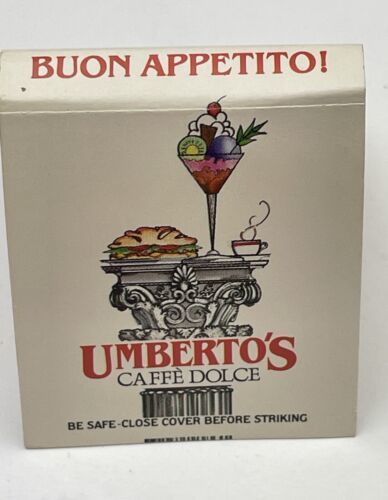 BUON APPETITO!
UMBERTO'S
CAFFÈ DOLCE
BE SAFE-CLOSE COVER BEFORE STRIKING